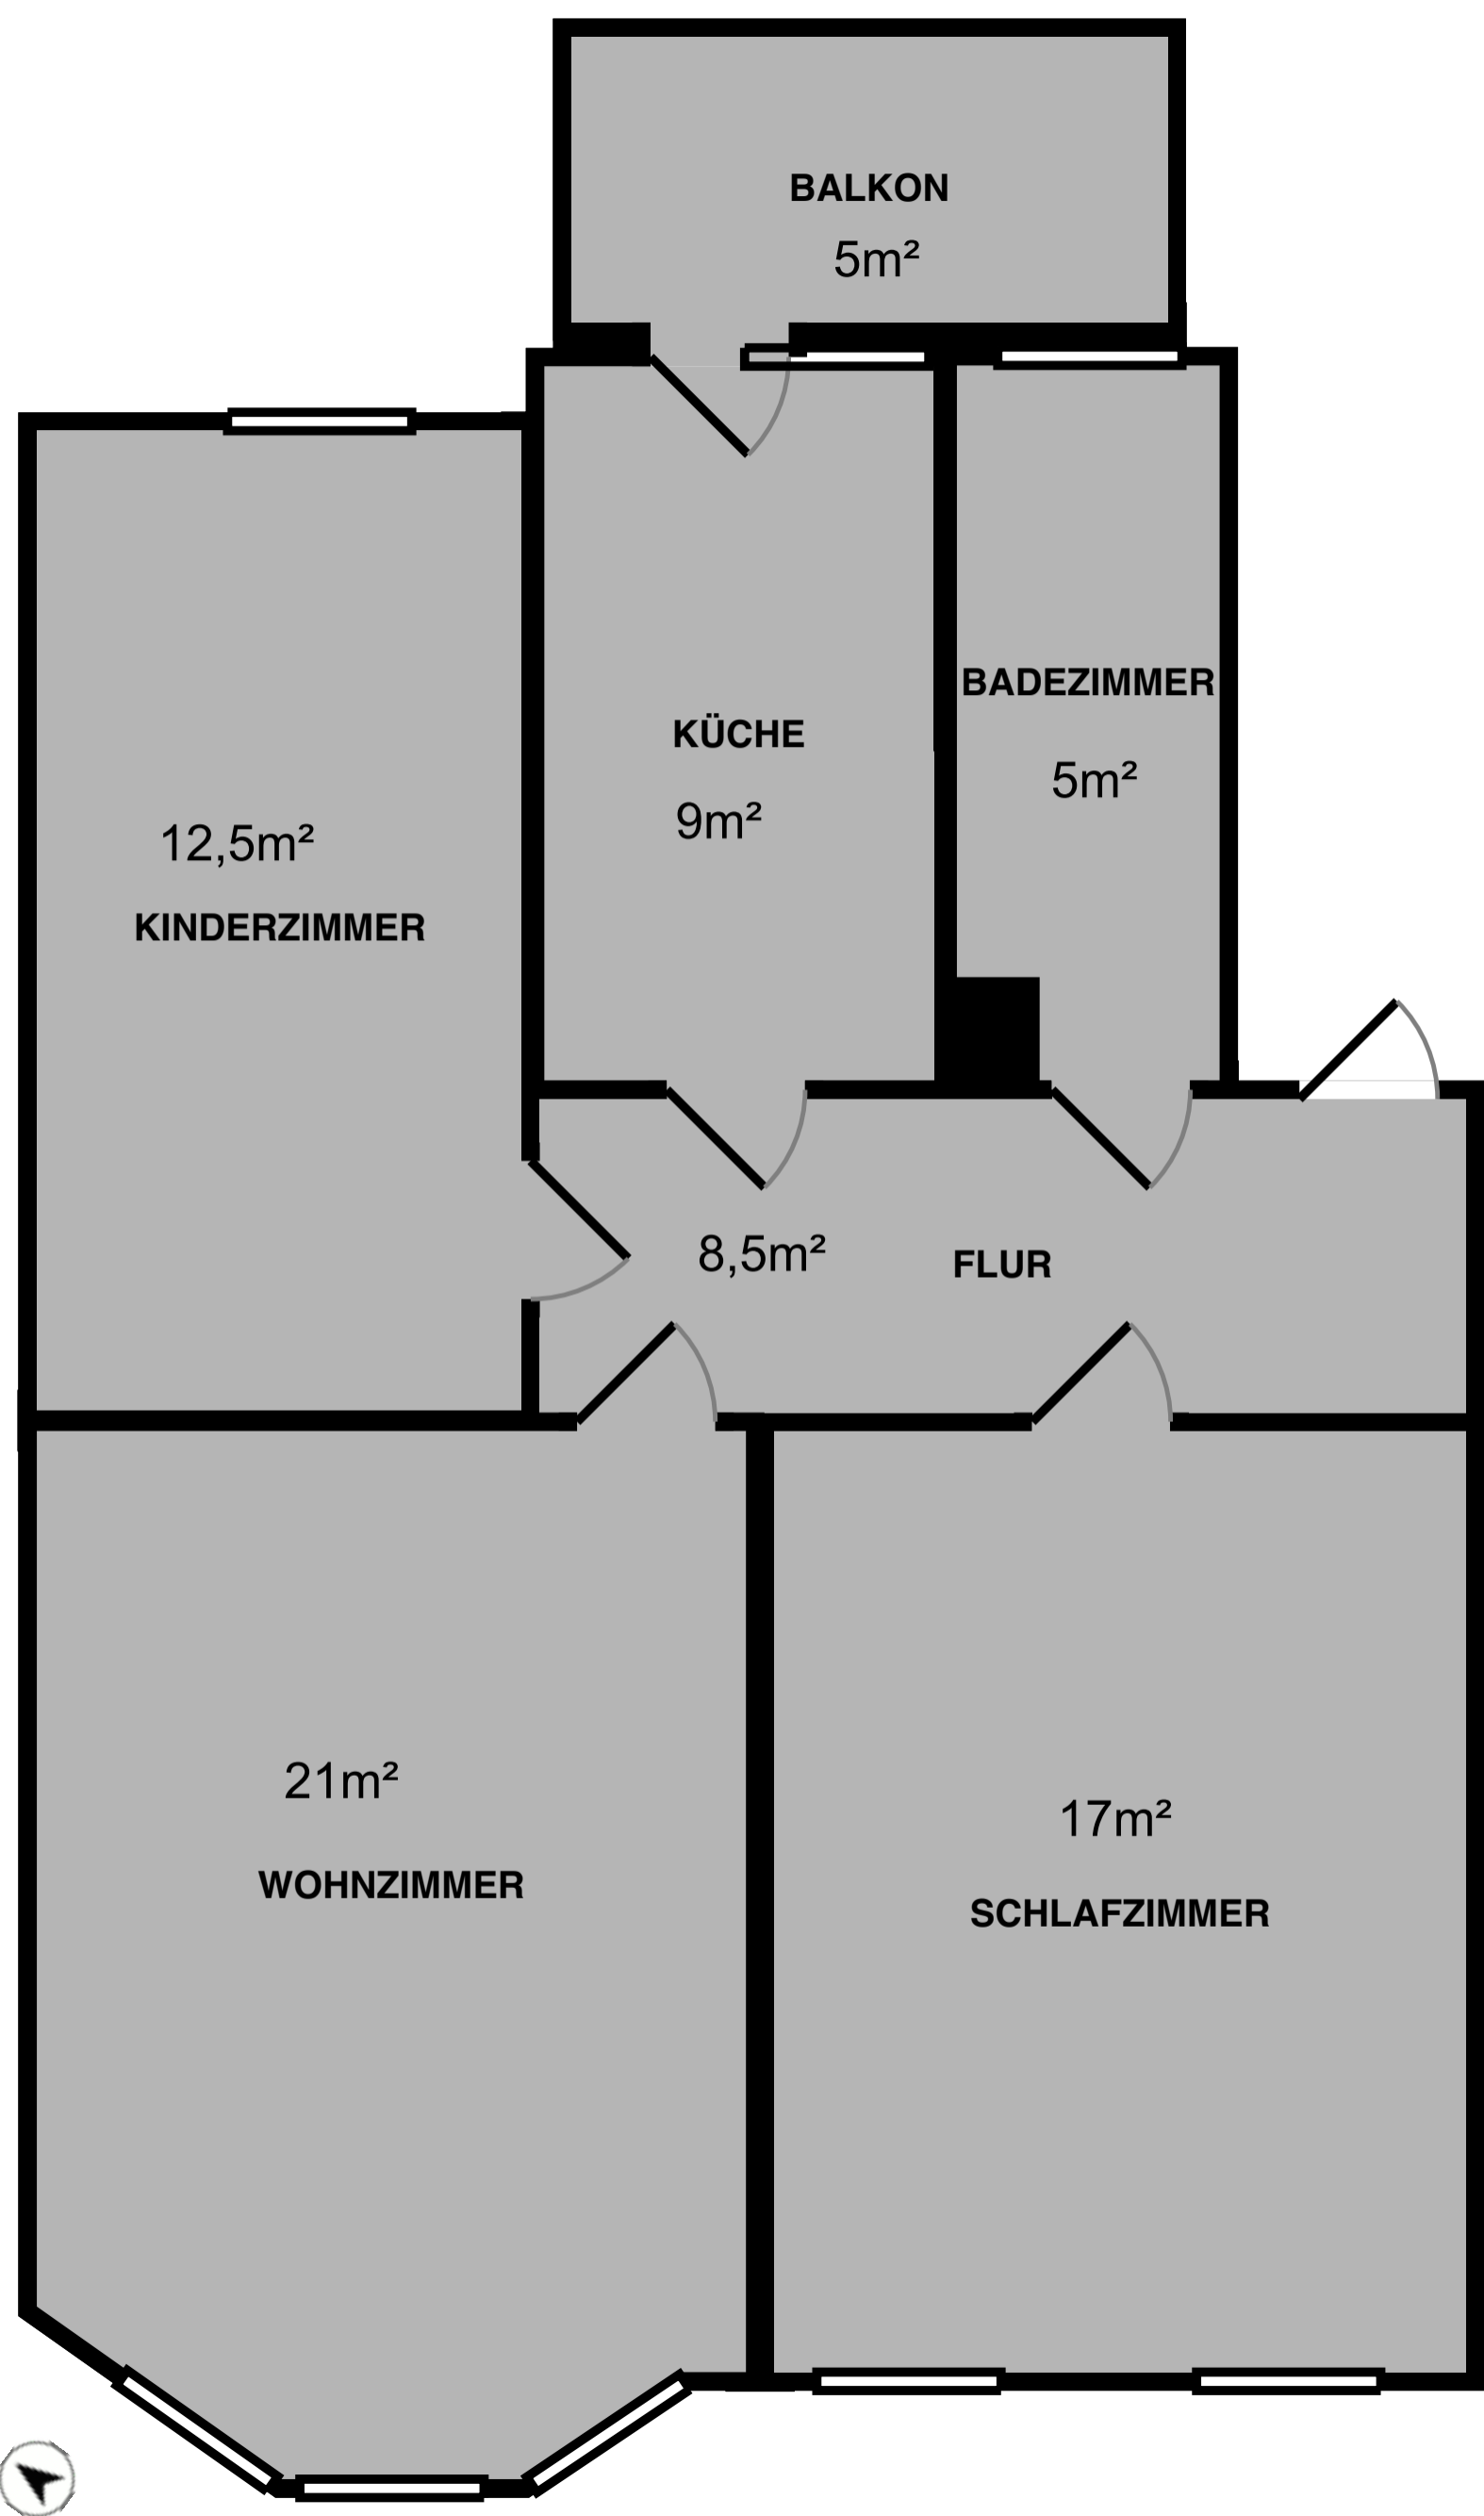 BALKON
5m²
BADEZIMMER
5m²
KÜCHE
9m²
12,5m²
KINDERZIMMER
8,5m²
FLUR
21m²
WOHNZIMMER
17m²
SCHLAFZIMMER